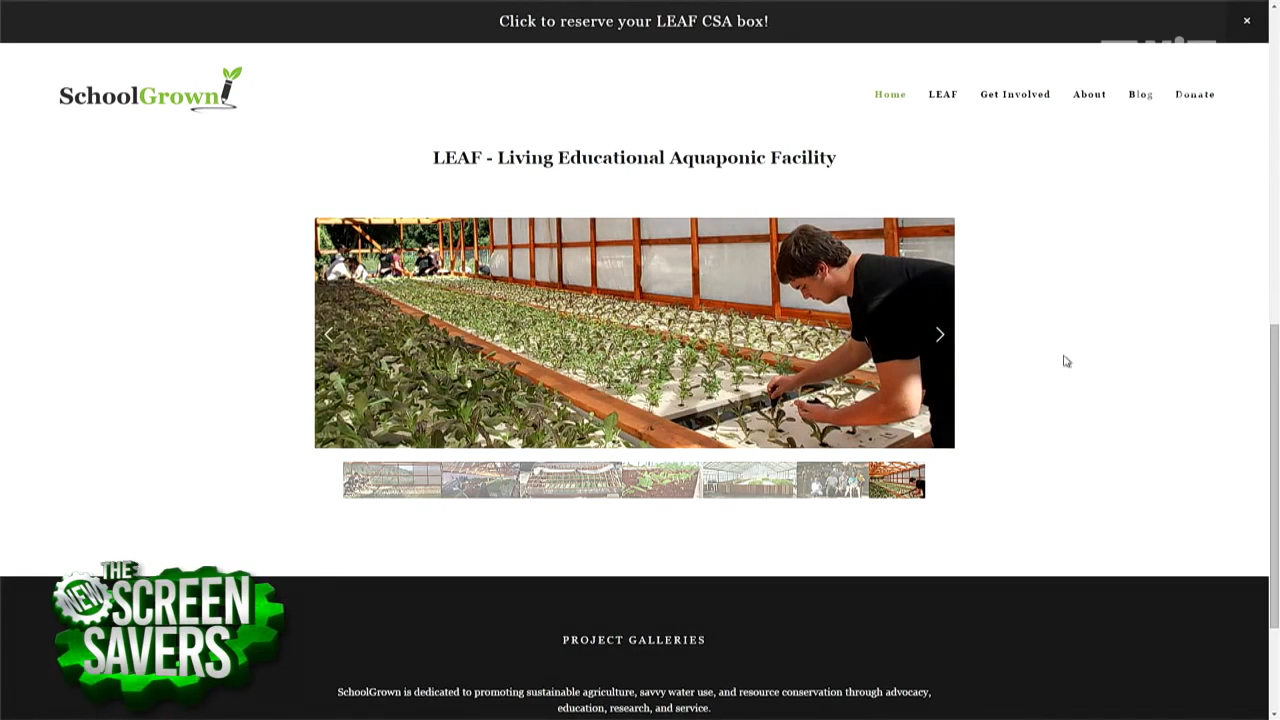 Click to reserve your LEAF CSA box!
SchoolGrown
Home LEAF Get Involved About Blog Donate
LEAF - Living Educational Aquaponic Facility
THE
NEW SCREEN
SAVERS
PROJECT GALLERIES
SchoolGrown is dedicated to promoting sustainable agriculture, savvy water use, and resource conservation through advocacy,
education, research, and service.